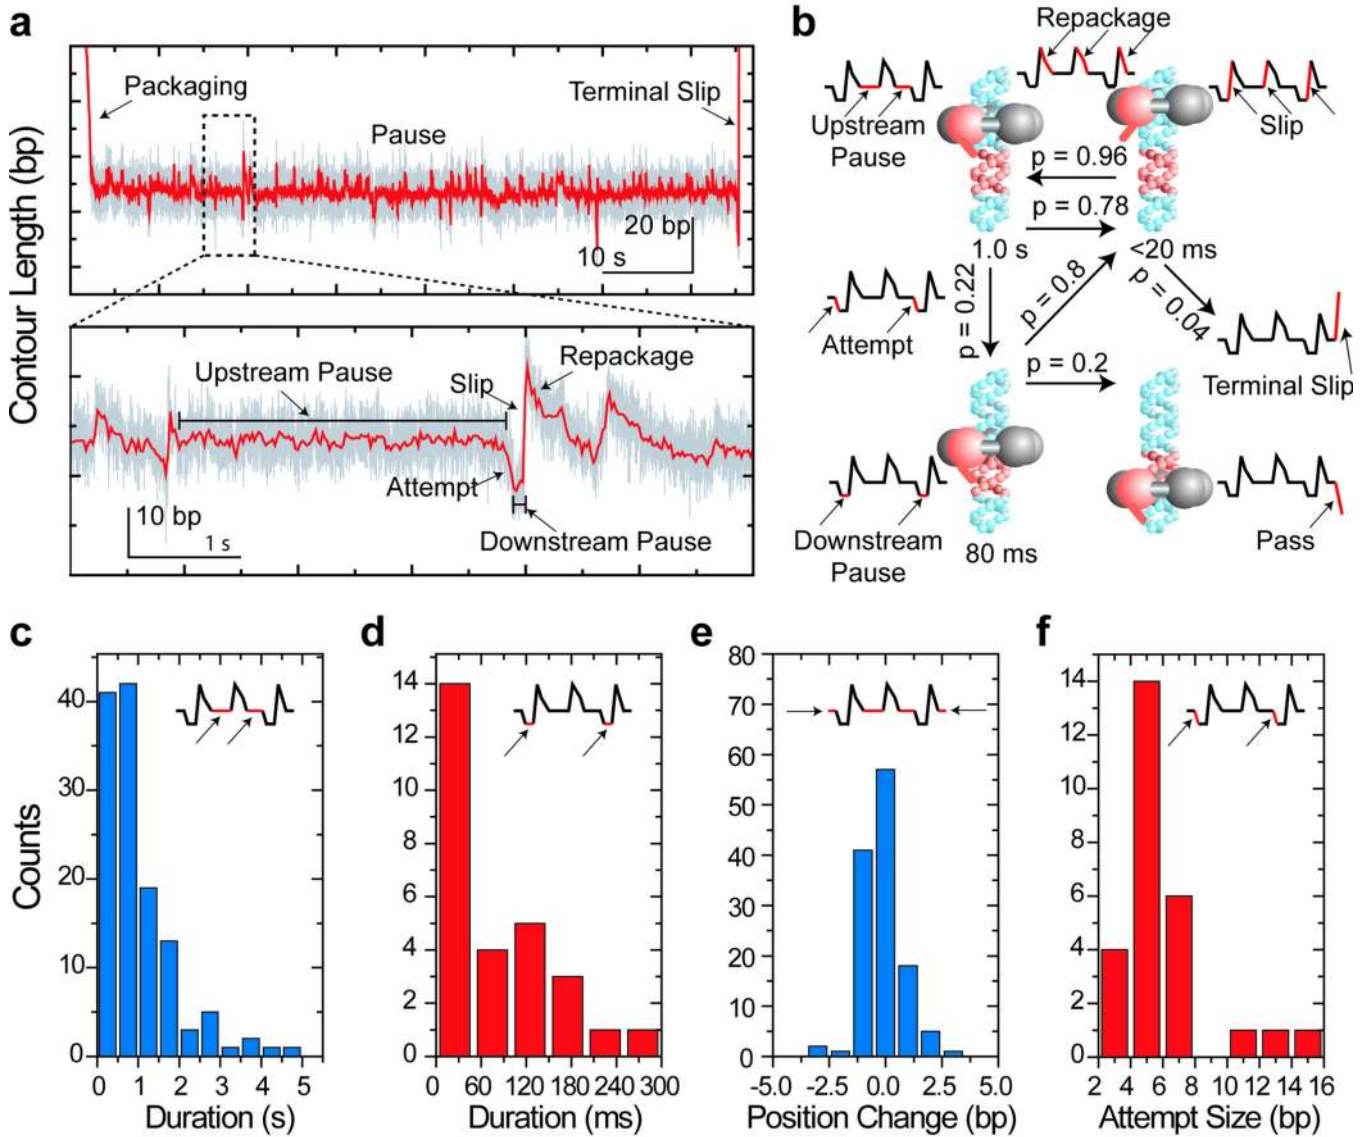 a
Contour Length (bp)
Packaging
Pause
Terminal Slip
20 bp
10 s
Upstream Pause
Slip
Repackage
Attempt
10 bp
1 s
Downstream Pause
b
Repackage
Upstream
Pause
Slip
p = 0.96
p = 0.78
1.0 s
<20 ms
p = 0.22
p = 0.8
p = 0.04
Attempt
p = 0.2
Terminal Slip
Downstream
Pause
80 ms
Pass
c
Counts
40
30
20
10
0
0 1 2 3 4 5
Duration (s)
d
14
12
10
8
6
4
2
0
0 60 120 180 240 300
Duration (ms)
e
80
70
60
50
40
30
20
10
0
-5.0 -2.5 0.0 2.5 5.0
Position Change (bp)
f
14
12
10
8
6
4
2
0
2 4 6 8 10 12 14 16
Attempt Size (bp)